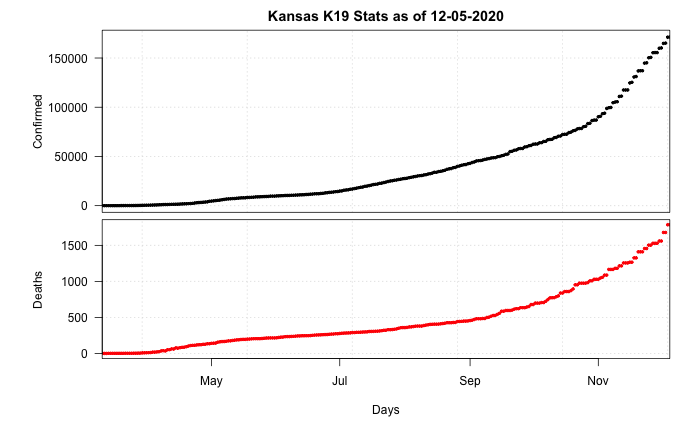 Kansas K19 Stats as of 12-05-2020
Confirmed
150000
100000
50000
0
Deaths
1500
1000
500
0
May Jul Sep Nov
Days